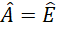 Â = Ê